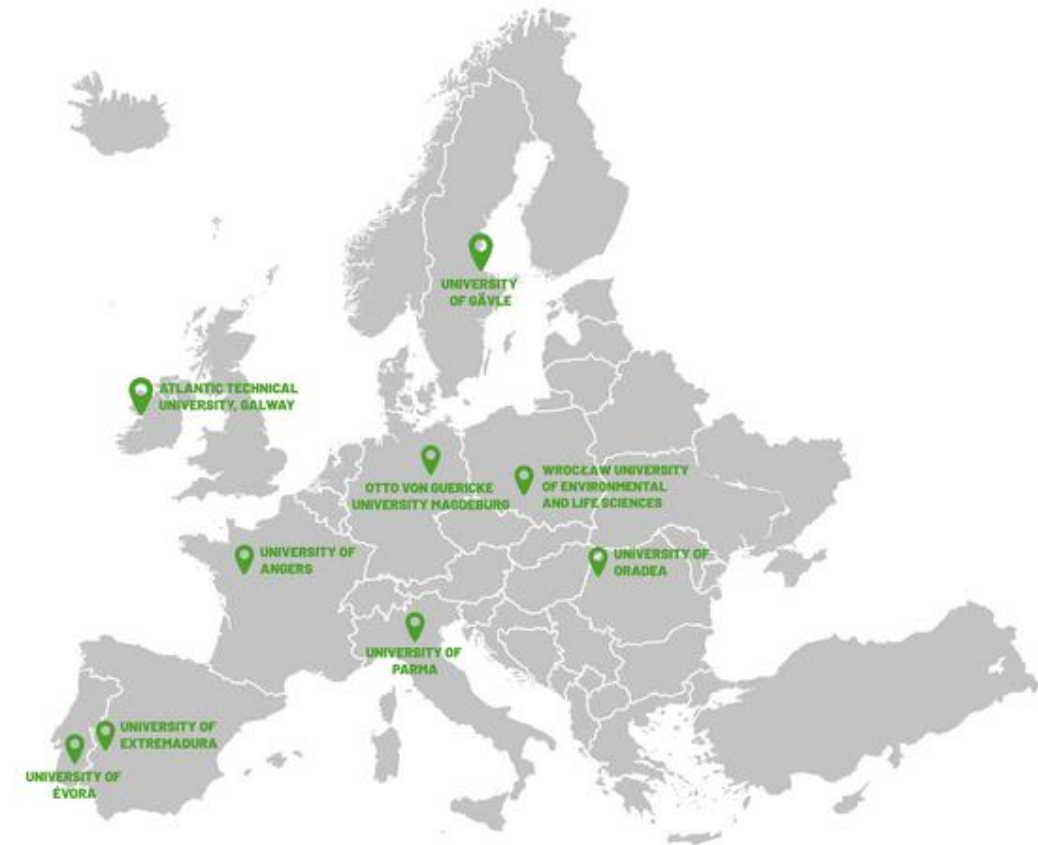 UNIVERSITY
OF GÄVLE
ATLANTIC TECHNICAL
UNIVERSITY, GALWAY
OTTO VON GUERICKE
UNIVERSITY MAGDEBURG
WROCŁAW UNIVERSITY
OF ENVIRONMENTAL
AND LIFE SCIENCES
UNIVERSITY OF
ANGERS
UNIVERSITY OF
ORADEA
UNIVERSITY OF
PARMA
UNIVERSITY OF
EXTREMADURA
UNIVERSITY OF
ÉVORA